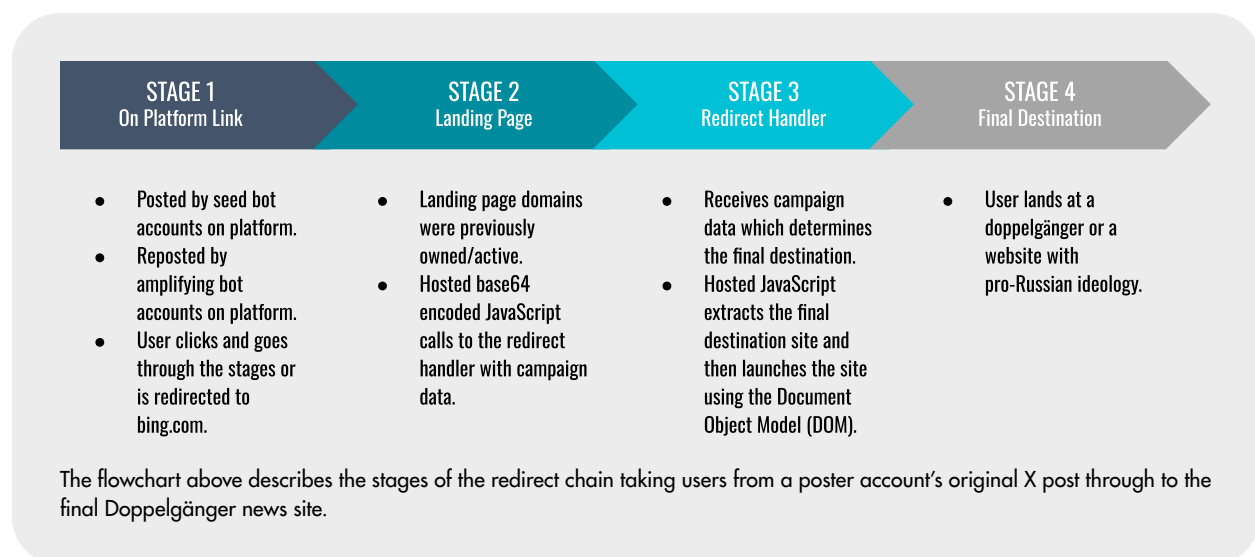 STAGE 1
On Platform Link
STAGE 2
Landing Page
STAGE 3
Redirect Handler
STAGE 4
Final Destination
● Posted by seed bot
accounts on platform.
● Reposted by
amplifying bot
accounts on platform.
● User clicks and goes
through the stages or
is redirected to
bing.com.
● Landing page domains
were previously
owned/active.
● Hosted base64
encoded JavaScript
calls to the redirect
handler with campaign
data.
● Receives campaign
data which determines
the final destination.
● Hosted JavaScript
extracts the final
destination site and
then launches the site
using the Document
Object Model (DOM).
● User lands at a
doppelgänger or a
website with
pro-Russian ideology.
The flowchart above describes the stages of the redirect chain taking users from a poster account’s original X post through to the
final Doppelgänger news site.